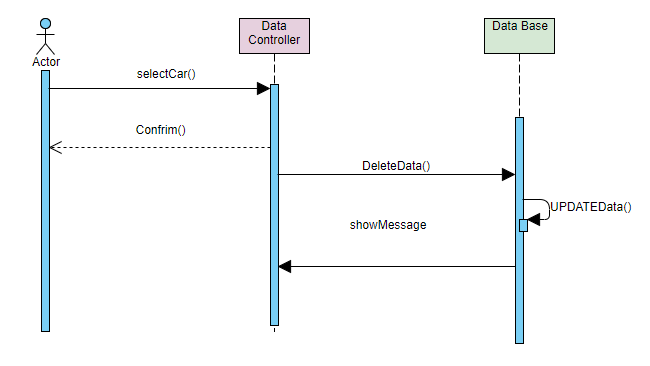 Data
Controller
Data Base
Actor
selectCar()
Confrim()
DeleteData()
UPDATEData()
showMessage